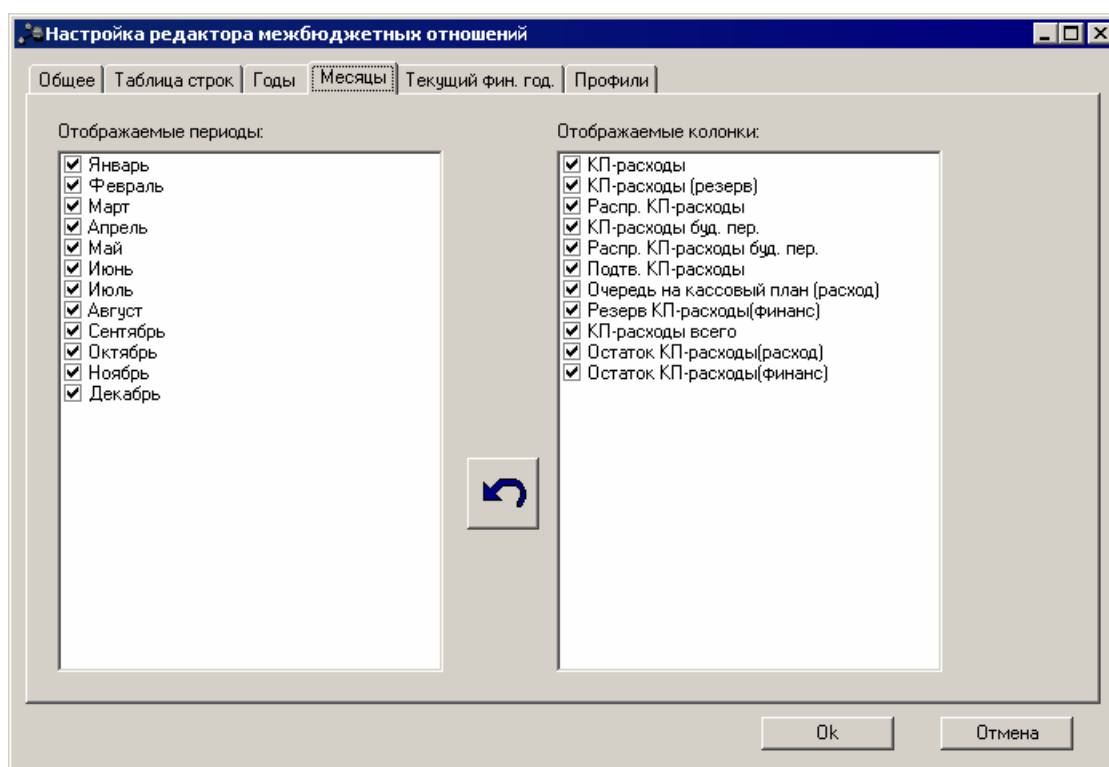 Настройка редактора межбюджетных отношений
Общее Таблица строк Годы Месяцы Текущий фин. год. Профили
Отображаемые периоды:
Январь
Февраль
Март
Апрель
Май
Июнь
Июль
Август
Сентябрь
Октябрь
Ноябрь
Декабрь
Отображаемые колонки:
КП-расходы
КП-расходы (резерв)
Распр. КП-расходы
КП-расходы буд. пер.
Распр. КП-расходы буд. пер.
Подтв. КП-расходы
Очередь на кассовый план (расход)
Резерв КП-расходы(финанс)
КП-расходы всего
Остаток КП-расходы(расход)
Остаток КП-расходы(финанс)
Ok Отмена